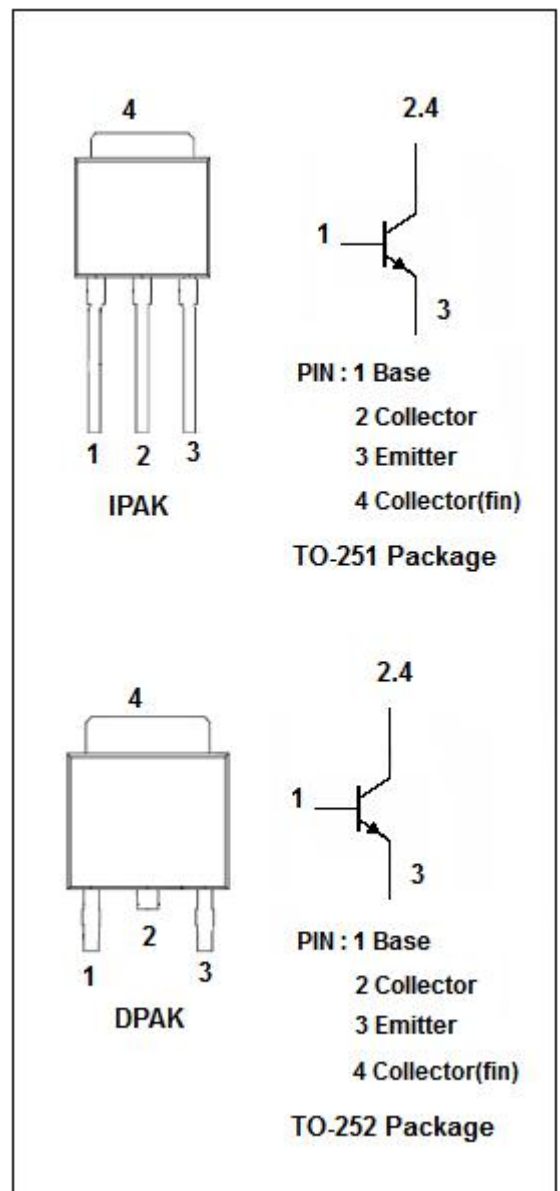 4
2.4
1
3
PIN : 1 Base
2 Collector
3 Emitter
4 Collector(fin)
1 2 3
IPAK
TO-251 Package
4
2.4
1
3
2
1 3
DPAK
PIN : 1 Base
2 Collector
3 Emitter
4 Collector(fin)
TO-252 Package